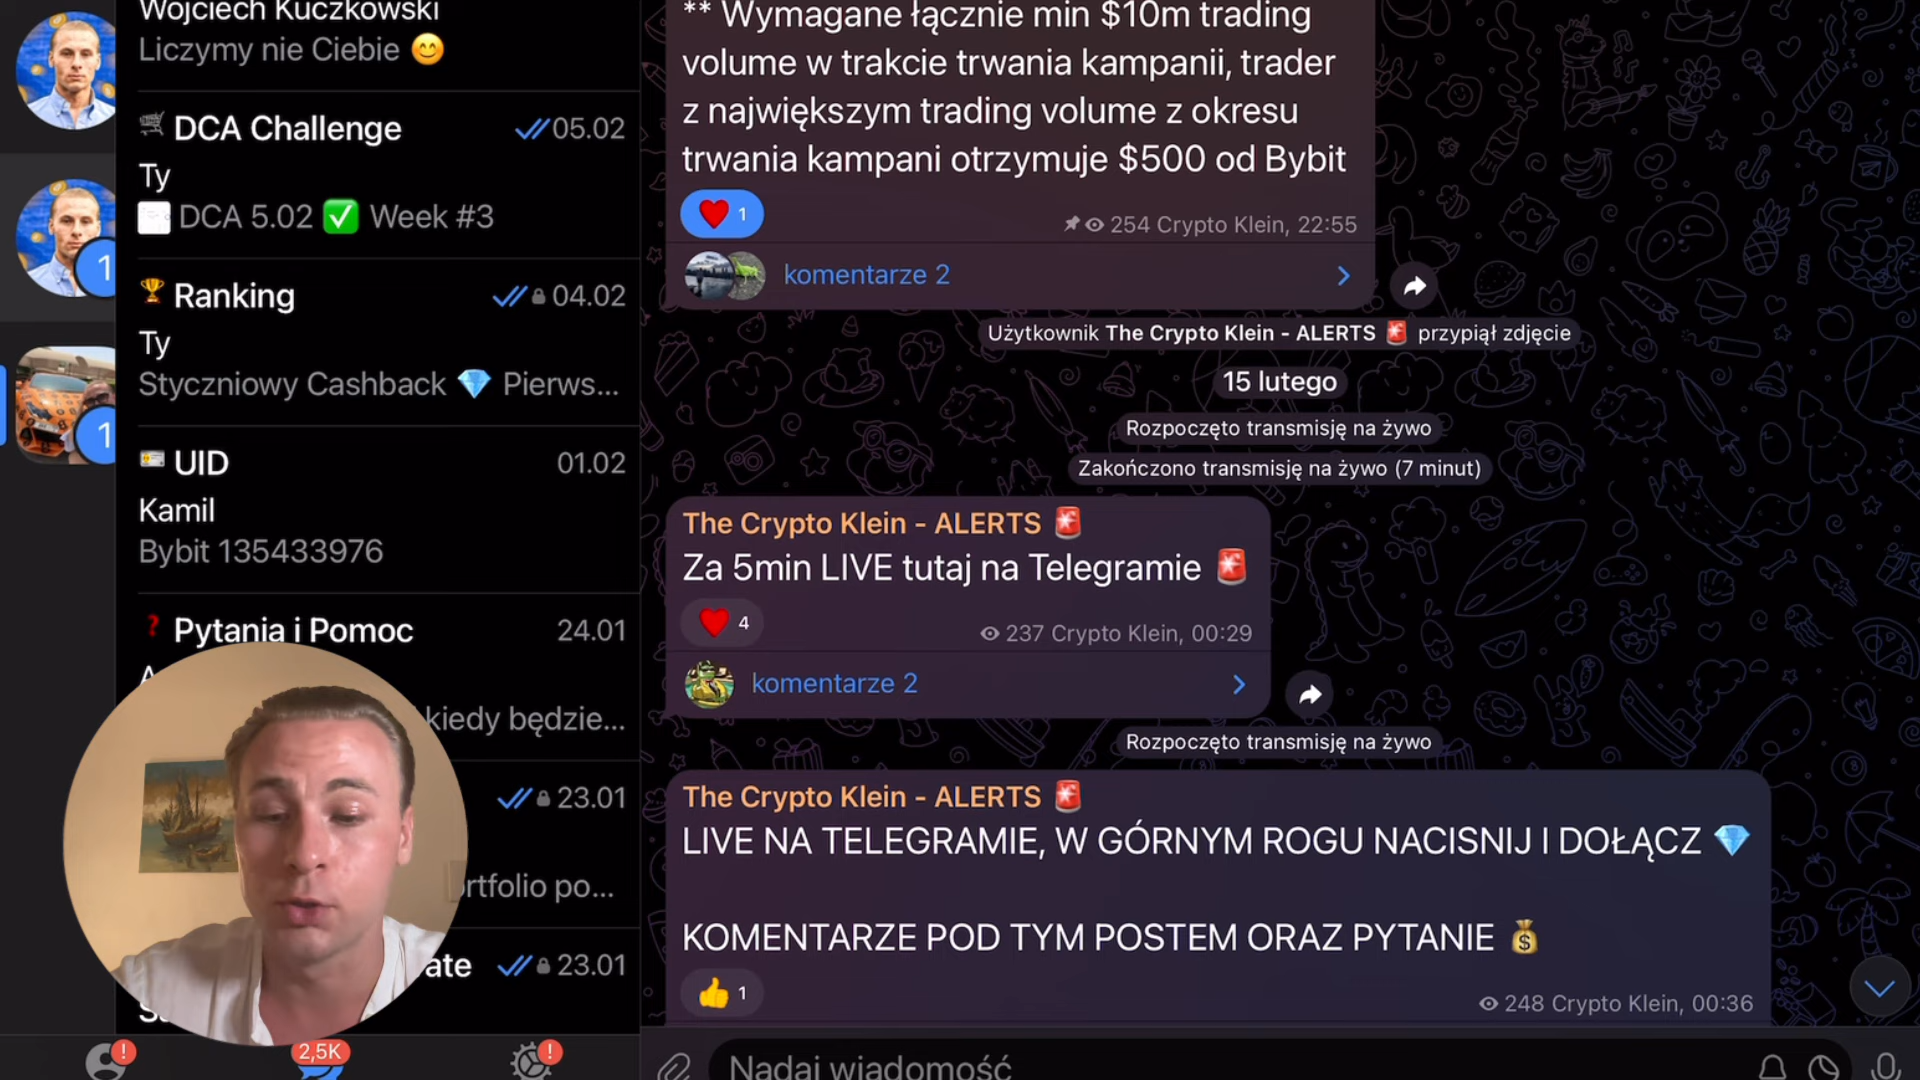 Wojciech Kuczkowski
Liczymy nie Ciebie 😊
DCA Challenge
05.02
Ty
DCA 5.02 ✅ Week #3
1
Ranking
04.02
Ty
Styczniowy Cashback 💎 Pierws...
1
UID
01.02
Kamil
Bybit 135433976
Pytania i Pomoc
24.01
A
kiedy będzie...
23.01
rtfolio po...
ate
23.01
2,5K
** Wymagane łącznie min $10m trading
volume w trakcie trwania kampanii, trader
z największym trading volume z okresu
trwania kampani otrzymuje $500 od Bybit
❤️ 1
254 Crypto Klein, 22:55
komentarze 2
Użytkownik The Crypto Klein - ALERTS 🚨 przypiął zdjęcie
15 lutego
Rozpoczęto transmisję na żywo
Zakończono transmisję na żywo (7 minut)
The Crypto Klein - ALERTS 🚨
Za 5min LIVE tutaj na Telegramie 🚨
❤️ 4
237 Crypto Klein, 00:29
komentarze 2
Rozpoczęto transmisję na żywo
The Crypto Klein - ALERTS 🚨
LIVE NA TELEGRAMIE, W GÓRNYM ROGU NACISNIJ I DOŁĄCZ 💎
KOMENTARZE POD TYM POSTEM ORAZ PYTANIE 💰
👍 1
248 Crypto Klein, 00:36
Nadaj wiadomość